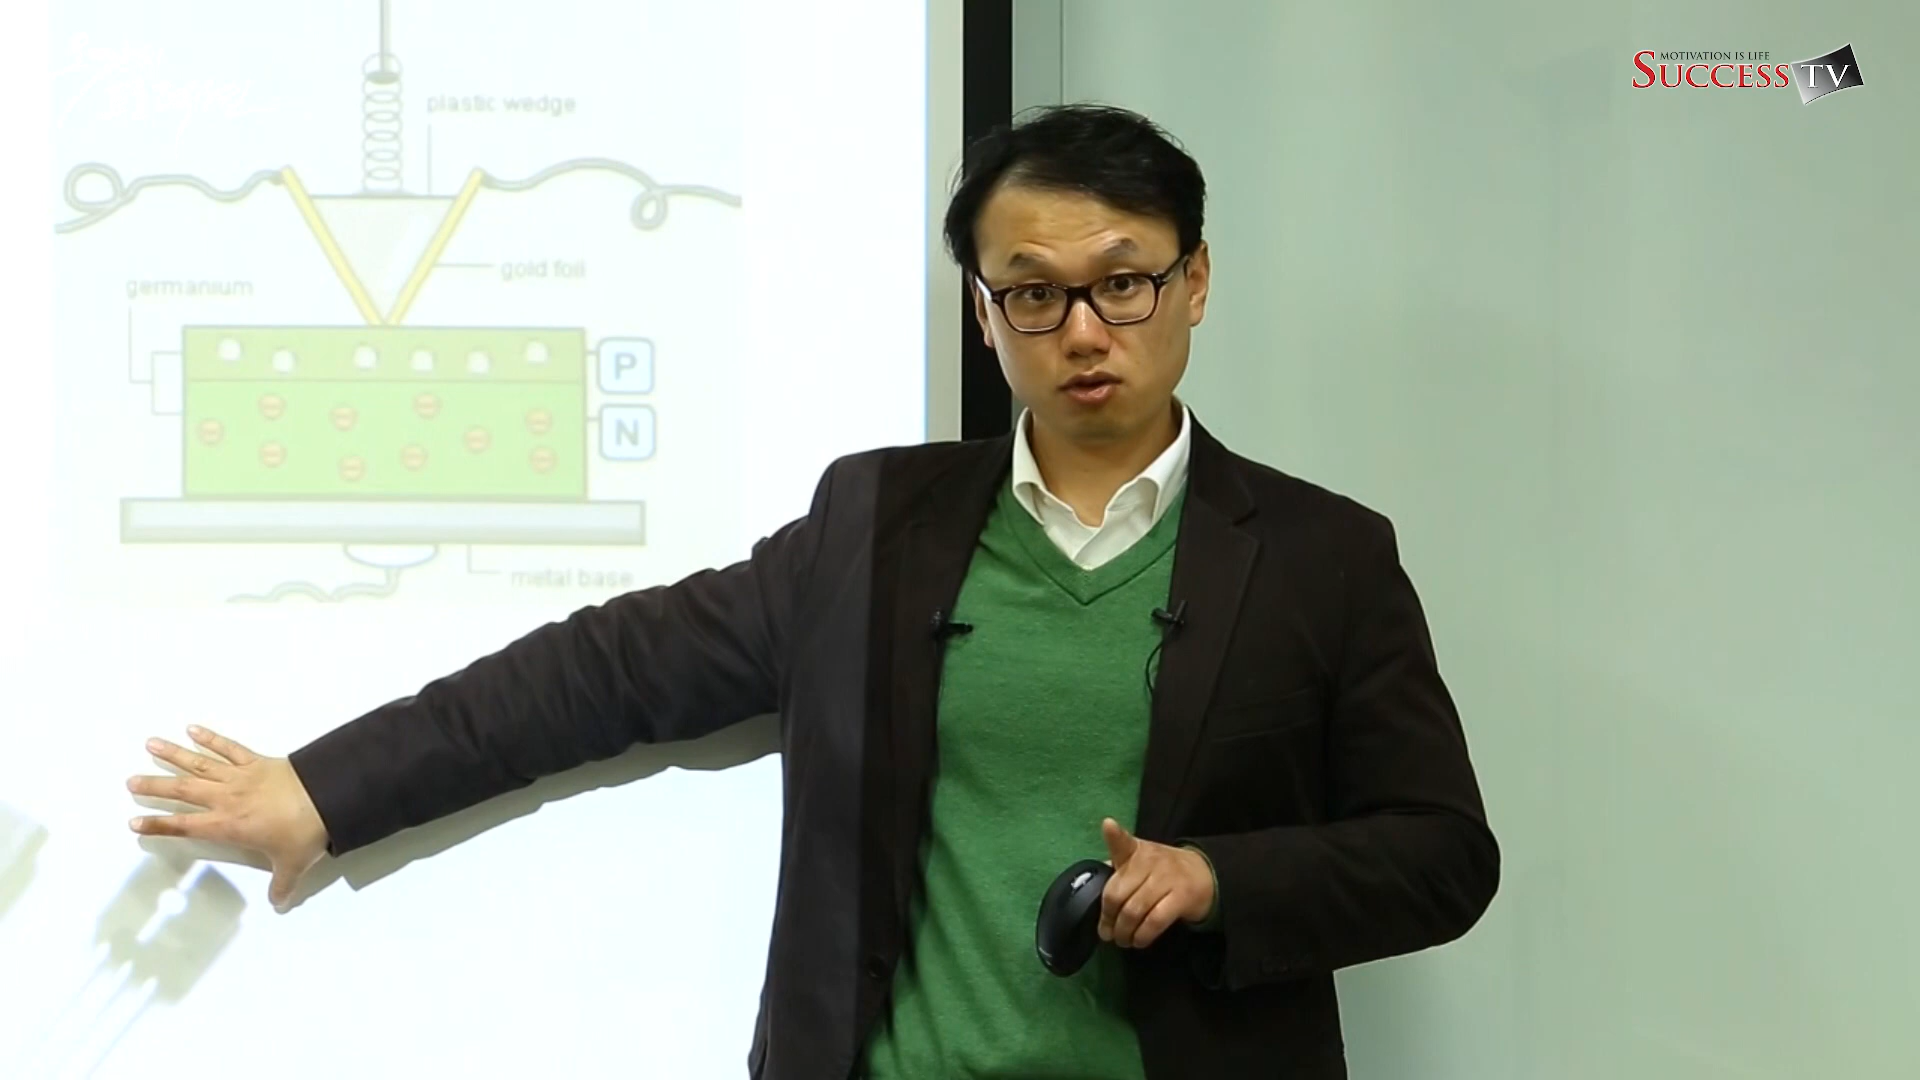 MOTIVATION IS LIFE
SUCCESS TV
plastic wedge
gold foil
germanium
P
N
metal base